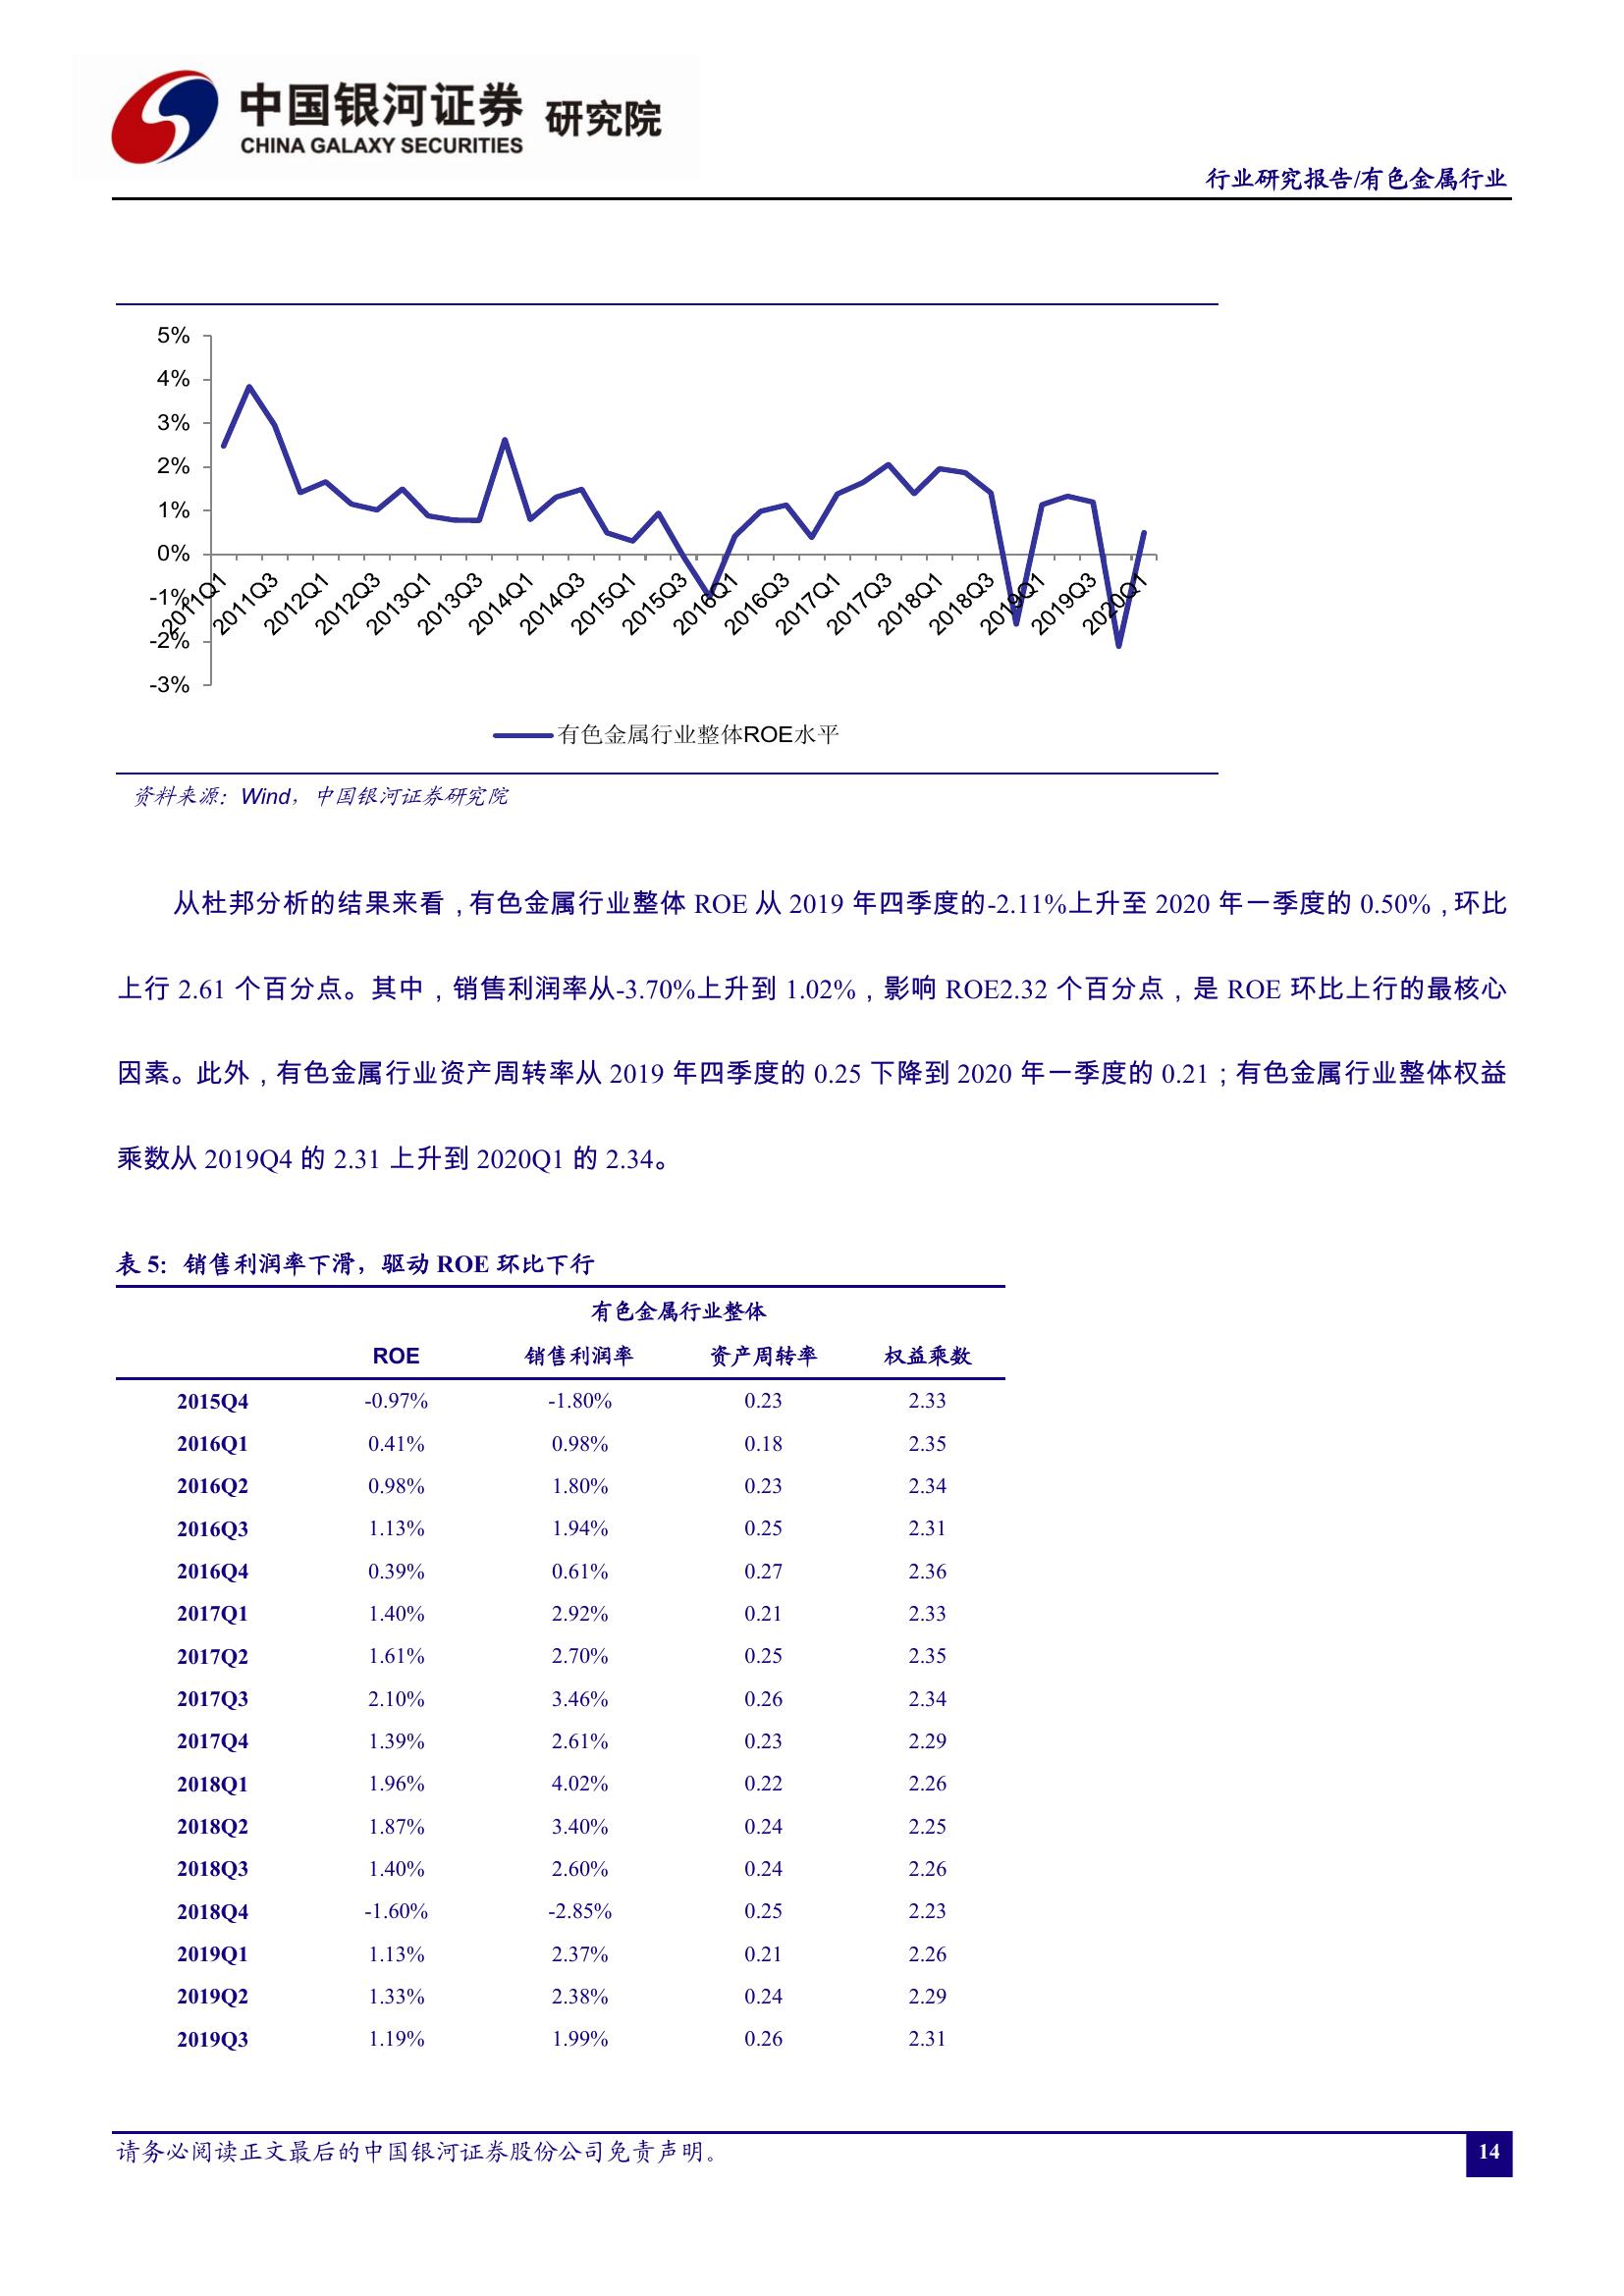 中国银河证券 研究院
CHINA GALAXY SECURITIES
行业研究报告/有色金属行业
5%
4%
3%
2%
1%
0%
-1%
-2%
-3%
2011Q1 2011Q3 2012Q1 2012Q3 2013Q1 2013Q3 2014Q1 2014Q3 2015Q1 2015Q3 2016Q1 2016Q3 2017Q1 2017Q3 2018Q1 2018Q3 2019Q1 2019Q3 2020Q1
有色金属行业整体ROE水平
资料来源：Wind，中国银河证券研究院
从杜邦分析的结果来看，有色金属行业整体 ROE 从 2019 年四季度的-2.11%上升至 2020 年一季度的 0.50%，环比
上行 2.61 个百分点。其中，销售利润率从-3.70%上升到 1.02%，影响 ROE2.32 个百分点，是 ROE 环比上行的最核心
因素。此外，有色金属行业资产周转率从 2019 年四季度的 0.25 下降到 2020 年一季度的 0.21；有色金属行业整体权益
乘数从 2019Q4 的 2.31 上升到 2020Q1 的 2.34。
表 5：销售利润率下滑，驱动 ROE 环比下行
有色金属行业整体
ROE 销售利润率 资产周转率 权益乘数
2015Q4 -0.97% -1.80% 0.23 2.33
2016Q1 0.41% 0.98% 0.18 2.35
2016Q2 0.98% 1.80% 0.23 2.34
2016Q3 1.13% 1.94% 0.25 2.31
2016Q4 0.39% 0.61% 0.27 2.36
2017Q1 1.40% 2.92% 0.21 2.33
2017Q2 1.61% 2.70% 0.25 2.35
2017Q3 2.10% 3.46% 0.26 2.34
2017Q4 1.39% 2.61% 0.23 2.29
2018Q1 1.96% 4.02% 0.22 2.26
2018Q2 1.87% 3.40% 0.24 2.25
2018Q3 1.40% 2.60% 0.24 2.26
2018Q4 -1.60% -2.85% 0.25 2.23
2019Q1 1.13% 2.37% 0.21 2.26
2019Q2 1.33% 2.38% 0.24 2.29
2019Q3 1.19% 1.99% 0.26 2.31
请务必阅读正文最后的中国银河证券股份公司免责声明。
14